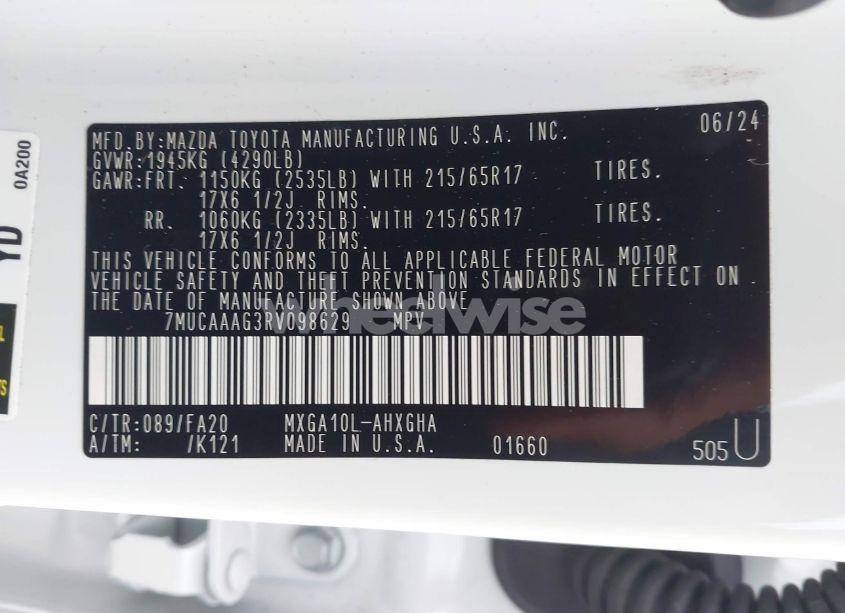 MFD.BY:MAZDA TOYOTA MANUFACTURING U.S.A. INC. 06/24
GVWR:1945KG (4290LB)
GAWR:FRT. 1150KG (2535LB) WITH 215/65R17 TIRES.
17X6 1/2J RIMS.
RR. 1060KG (2335LB) WITH 215/65R17 TIRES.
17X6 1/2J RIMS.
THIS VEHICLE CONFORMS TO ALL APPLICABLE FEDERAL MOTOR
VEHICLE SAFETY AND THEFT PREVENTION STANDARDS IN EFFECT ON
THE DATE OF MANUFACTURE SHOWN ABOVE
7MUCAAAG3RV098629 MPV
wheelwise
C/TR:089/FA20 MXGA10L-AHXGHA
A/TM: /K121 MADE IN U.S.A. 01660 505U
0A200
YD